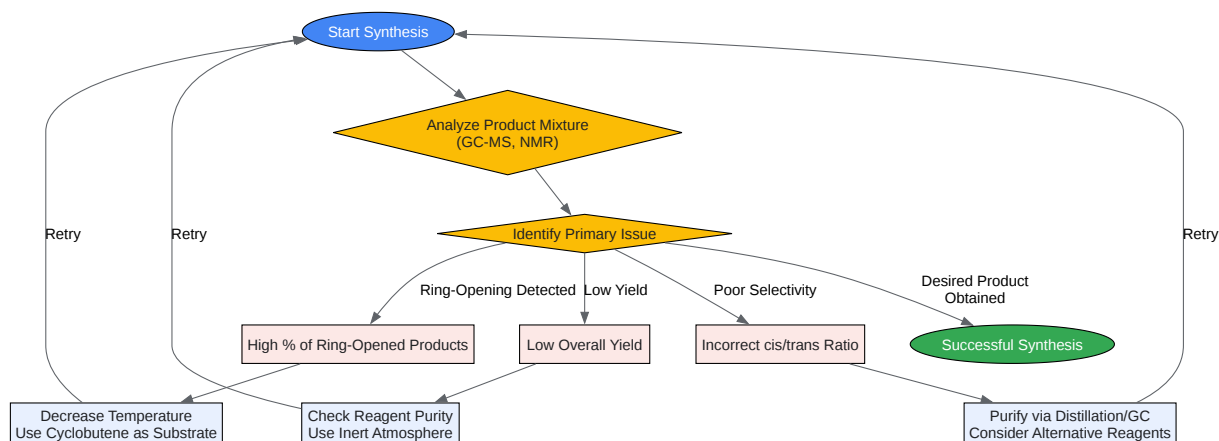 Start Synthesis
Analyze Product Mixture
(GC-MS, NMR)
Retry
Retry
Identify Primary Issue
Retry
Ring-Opening Detected
Low Yield
Poor Selectivity
Desired Product
Obtained
High % of Ring-Opened Products
Low Overall Yield
Incorrect cis/trans Ratio
Successful Synthesis
Decrease Temperature
Use Cyclobutene as Substrate
Check Reagent Purity
Use Inert Atmosphere
Purify via Distillation/GC
Consider Alternative Reagents